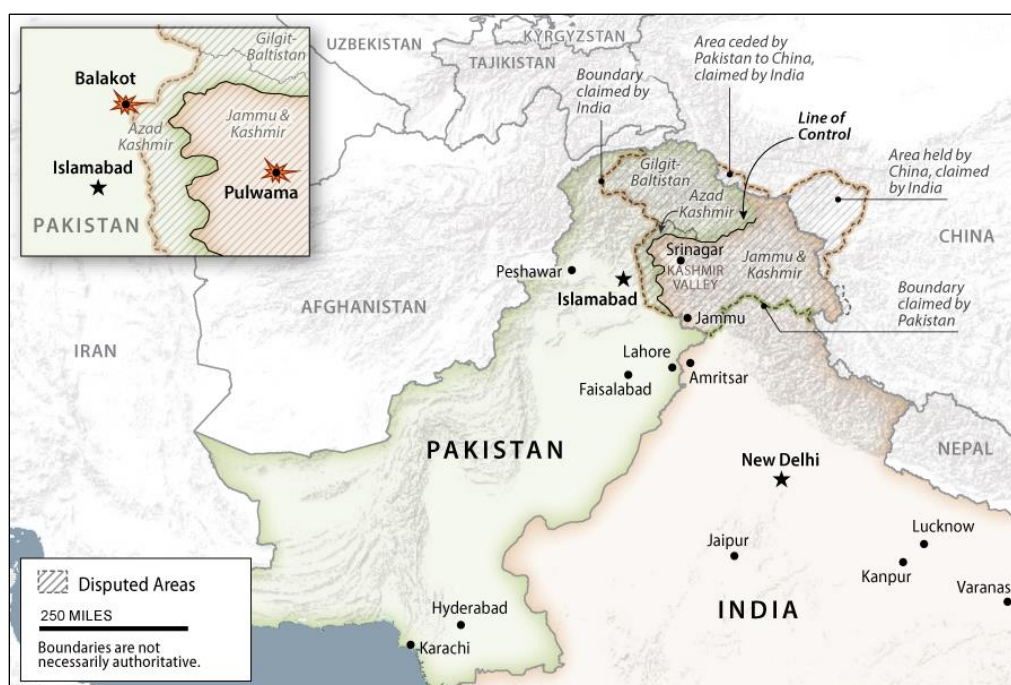 Gilgit-
Baltistan
Balakot
Azad
Kashmir
Jammu &
Kashmir
Islamabad
Pulwama
PAKISTAN
UZBEKISTAN
KYRGYZSTAN
TAJIKISTAN
Boundary
claimed by
India
Area ceded by
Pakistan to China,
claimed by India
Line of
Control
Area held by
China, claimed
by India
Gilgit-
Baltistan
Azad
Kashmir
CHINA
Srinagar
KASHMIR
VALLEY
Jammu &
Kashmir
Peshawar
Islamabad
AFGHANISTAN
Boundary
claimed by
Pakistan
Jammu
IRAN
Lahore
Amritsar
Faisalabad
PAKISTAN
NEPAL
New Delhi
Lucknow
Jaipur
Kanpur
Varanas
INDIA
Hyderabad
Karachi
Disputed Areas
250 MILES
Boundaries are not
necessarily authoritative.